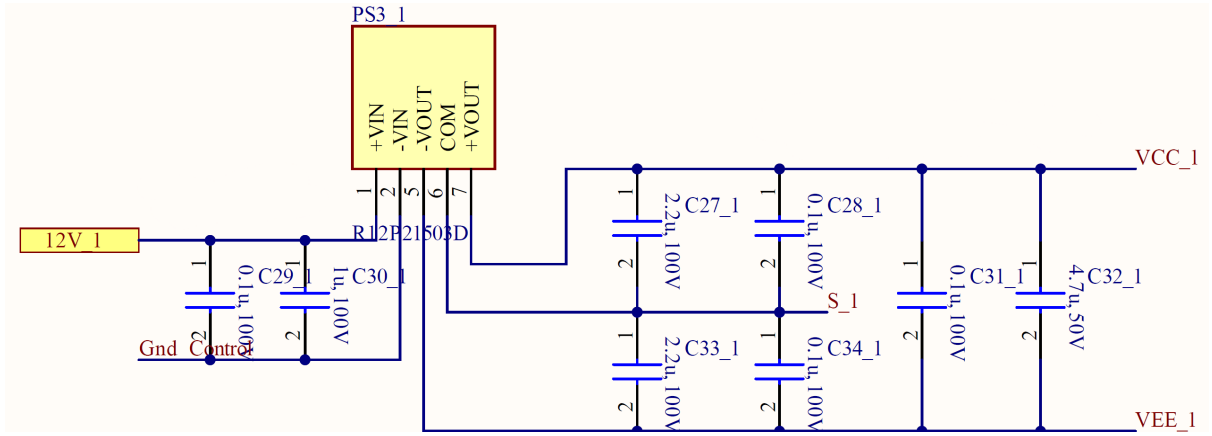 PS3_1
+VIN
-VIN
-VOUT
COM
+VOUT
1
2
5
6
7
R12P21503D
12V_1
Gnd Control
1
2
C29_1
0.1u,100V
1
2
C30_1
1u,100V
1
2
C27_1
2.2u,100V
1
2
C28_1
0.1u,100V
VCC_1
S_1
1
2
C33_1
2.2u,100V
1
2
C34_1
0.1u,100V
1
2
C31_1
0.1u,100V
1
2
C32_1
4.7u,50V
VEE_1